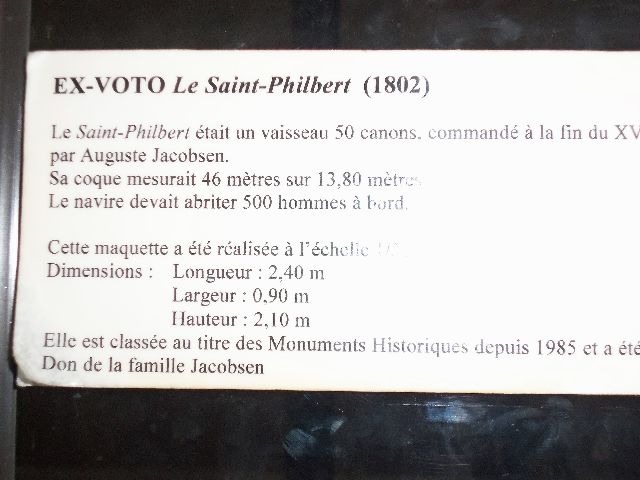 EX-VOTO Le Saint-Philbert (1802)
Le Saint-Philbert était un vaisseau 50 canons, commandé à la fin du
par Auguste Jacobsen.
Sa coque mesurait 46 mètres sur 13,80 mètres
Le navire devait abriter 500 hommes à bord.
Cette maquette a été réalisée à l'échelle
Dimensions : Longueur : 2,40 m
Largeur : 0,90 m
Hauteur : 2,10 m
Elle est classée au titre des Monuments Historiques depuis 1985 et a été
Don de la famille Jacobsen